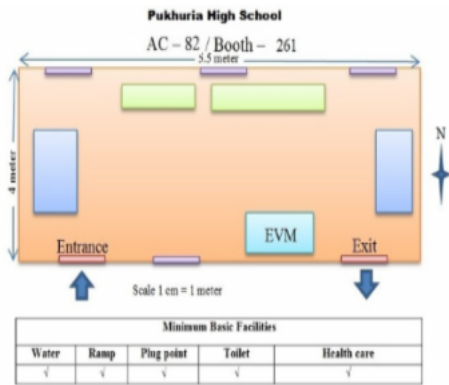 Pukhuria High School
AC – 82 / Booth – 261
5.5 meter
4 meter
N
EVM
Entrance
Exit
Scale 1 cm = 1 meter
Minimum Basic Facilities
Water Ramp Plug point Toilet Health care
√ √ √ √ √